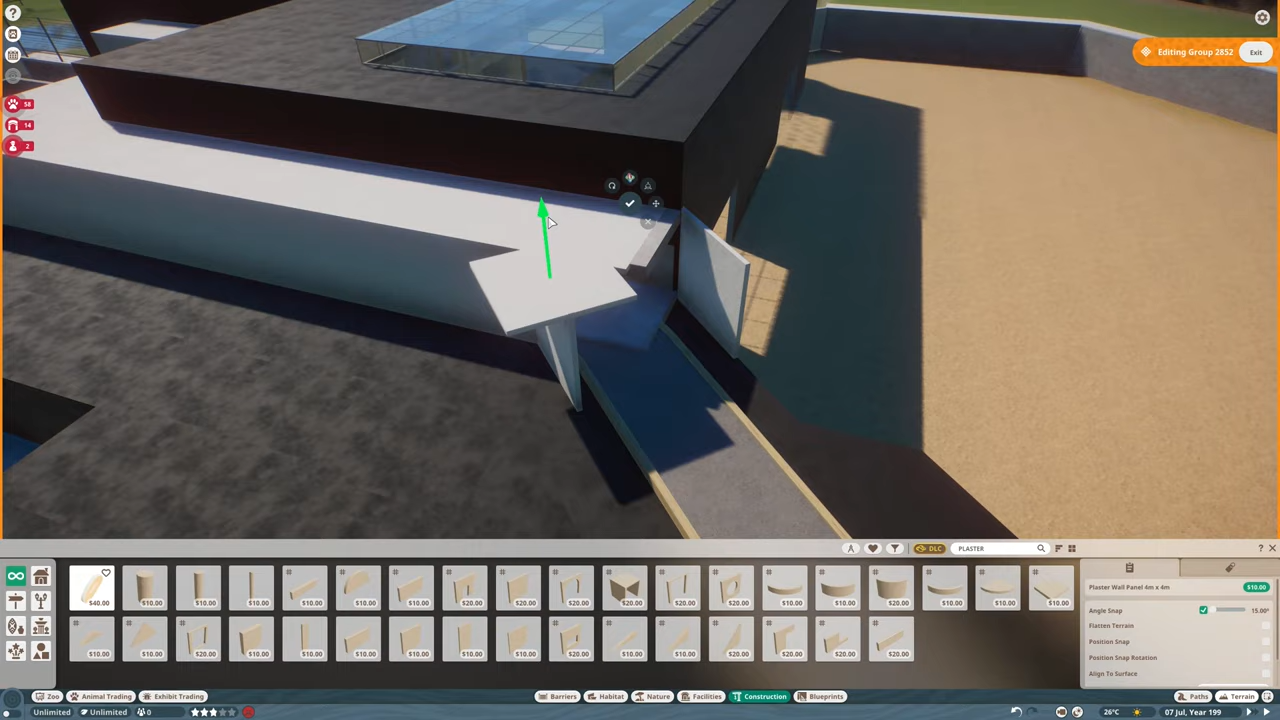 ?
Editing Group 2852 Exit
58
14
2
DLC PLASTER ?
$40.00 $10.00 $10.00 $10.00 $10.00 $10.00 $10.00 $20.00 $20.00 $20.00 $20.00 $20.00 $20.00 $10.00 $10.00 $20.00 $10.00 $10.00 $10.00
$10.00 $10.00 $20.00 $10.00 $10.00 $10.00 $10.00 $10.00 $10.00 $20.00 $10.00 $10.00 $20.00 $20.00 $20.00 $20.00
Plaster Wall Panel 4m x 4m $10.00
Angle Snap 15.00°
Flatten Terrain
Position Snap
Position Snap Rotation
Align To Surface
Zoo Animal Trading Exhibit Trading Barriers Habitat Nature Facilities Construction Blueprints Paths Terrain
Unlimited Unlimited 0 26°C 07 Jul, Year 199